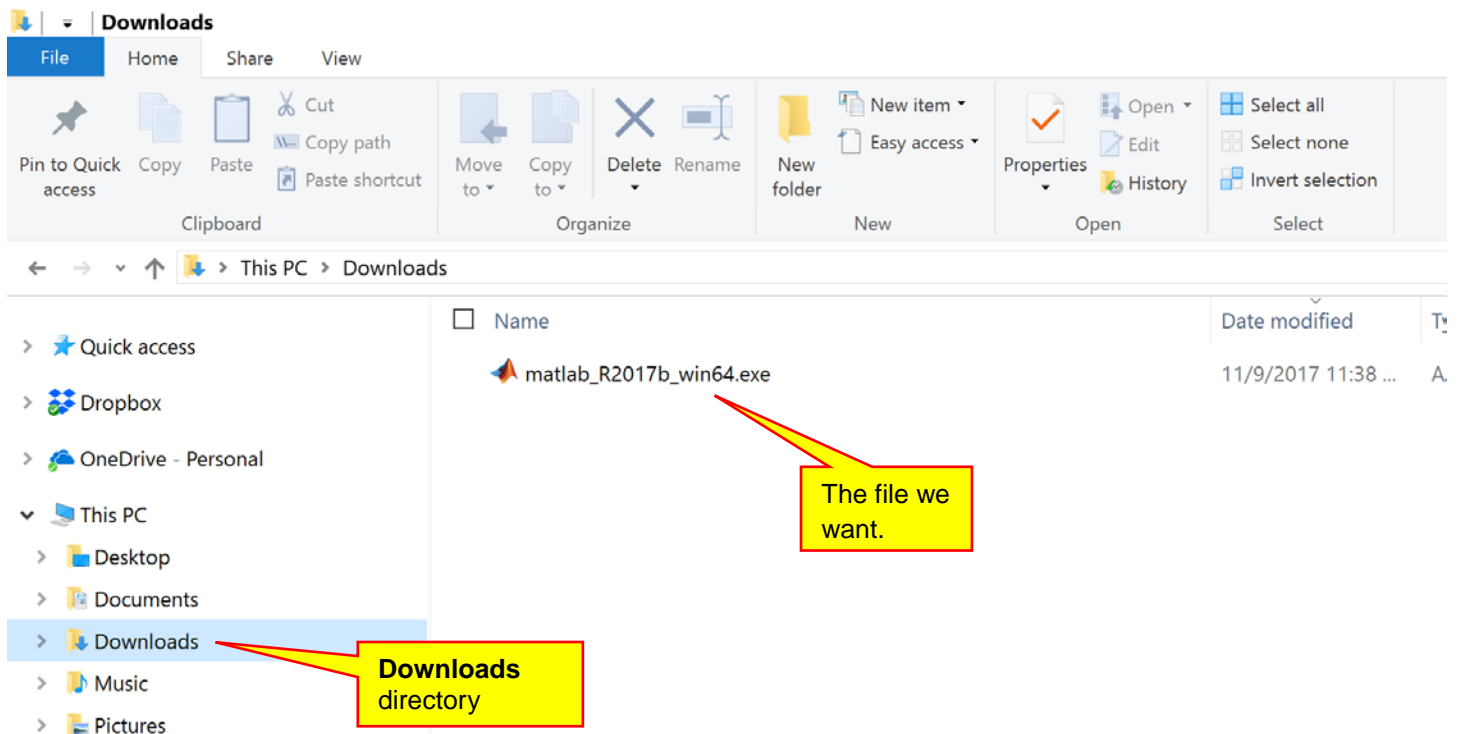 Downloads
File Home Share View
Pin to Quick access
Copy
Paste
Cut
Copy path
Paste shortcut
Clipboard
Move to
Copy to
Delete
Rename
Organize
New folder
New item
Easy access
New
Properties
Open
Edit
History
Open
Select all
Select none
Invert selection
Select
This PC > Downloads
Quick access
Dropbox
OneDrive - Personal
This PC
Desktop
Documents
Downloads
Music
Pictures
Name Date modified
matlab_R2017b_win64.exe 11/9/2017 11:38 ...
The file we
want.
Downloads
directory